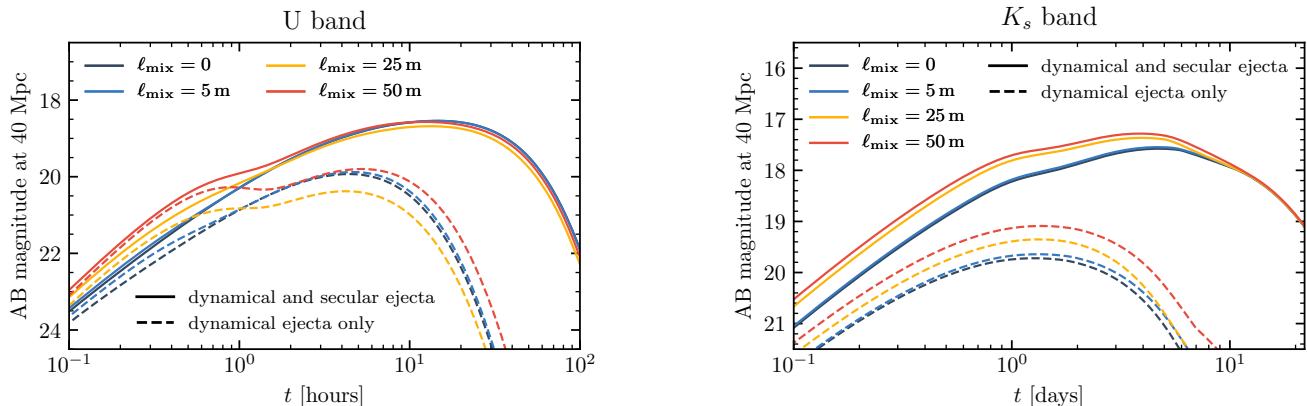 U band
AB magnitude at 40 Mpc
18
20
22
24
ℓmix = 0
ℓmix = 5 m
ℓmix = 25 m
ℓmix = 50 m
dynamical and secular ejecta
dynamical ejecta only
10⁻¹ 10⁰ 10¹ 10²
t [hours]
Kₛ band
AB magnitude at 40 Mpc
16
17
18
19
20
21
ℓmix = 0
ℓmix = 5 m
ℓmix = 25 m
ℓmix = 50 m
dynamical and secular ejecta
dynamical ejecta only
10⁻¹ 10⁰ 10¹
t [days]